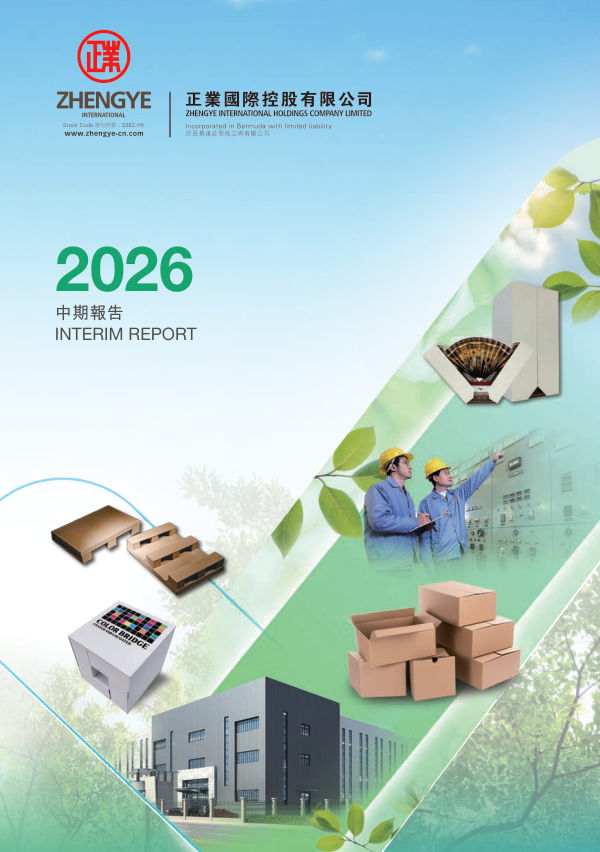 正業
ZHENGYE
INTERNATIONAL
Stock Code 股份代號：3363.HK
www.zhengye-cn.com
正業國際控股有限公司
ZHENGYE INTERNATIONAL HOLDINGS COMPANY LIMITED
Incorporated in Bermuda with limited liability
於百慕達註冊成立的有限公司
2026
中期報告
INTERIM REPORT
COLOR BRIDGE